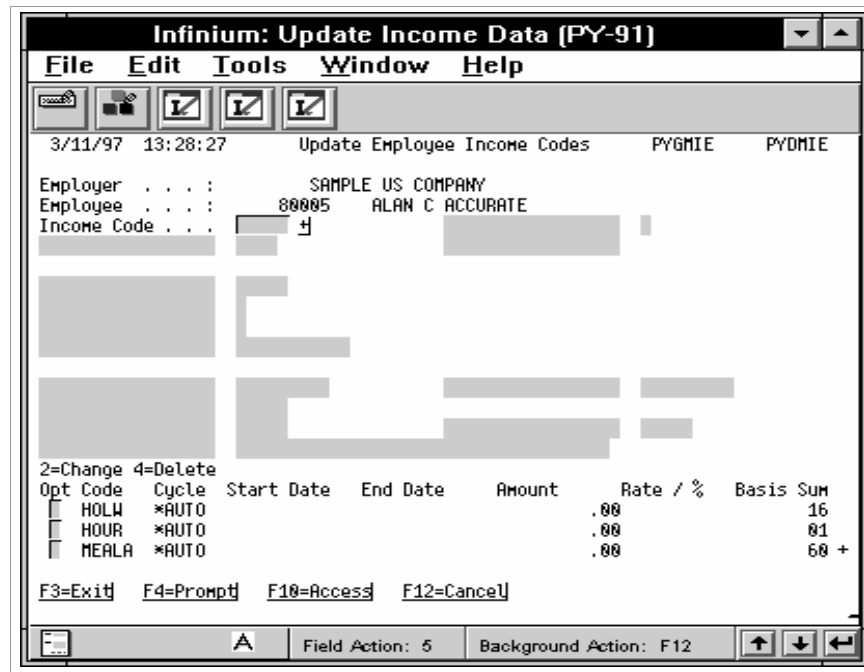 Infinium: Update Income Data (PY-91)
File Edit Tools Window Help
3/11/97 13:28:27 Update Employee Income Codes PYGMIE PYDMIE
Employer . . . : SAMPLE US COMPANY
Employee . . . : 80005 ALAN C ACCURATE
Income Code . . . +
2=Change 4=Delete
Opt Code Cycle Start Date End Date Amount Rate / % Basis Sum
HOLW *AUTO .00 16
HOUR *AUTO .00 01
MEALA *AUTO .00 60 +
F3=Exit F4=Prompt F10=Access F12=Cancel
A Field Action: 5 Background Action: F12